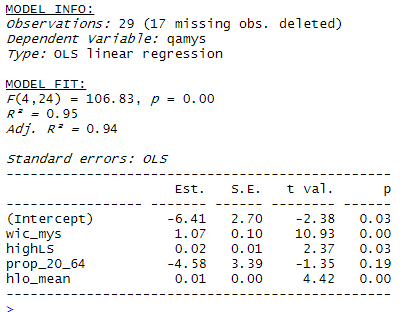 MODEL INFO:
Observations: 29 (17 missing obs. deleted)
Dependent Variable: qamys
Type: OLS linear regression
MODEL FIT:
F(4,24) = 106.83, p = 0.00
R² = 0.95
Adj. R² = 0.94
Standard errors: OLS
-----------------------------------------------
Est. S.E. t val. p
----------------- ------- ------ -------- ------
(Intercept) -6.41 2.70 -2.38 0.03
wic_mys 1.07 0.10 10.93 0.00
highLS 0.02 0.01 2.37 0.03
prop_20_64 -4.58 3.39 -1.35 0.19
hlo_mean 0.01 0.00 4.42 0.00
-----------------------------------------------
>